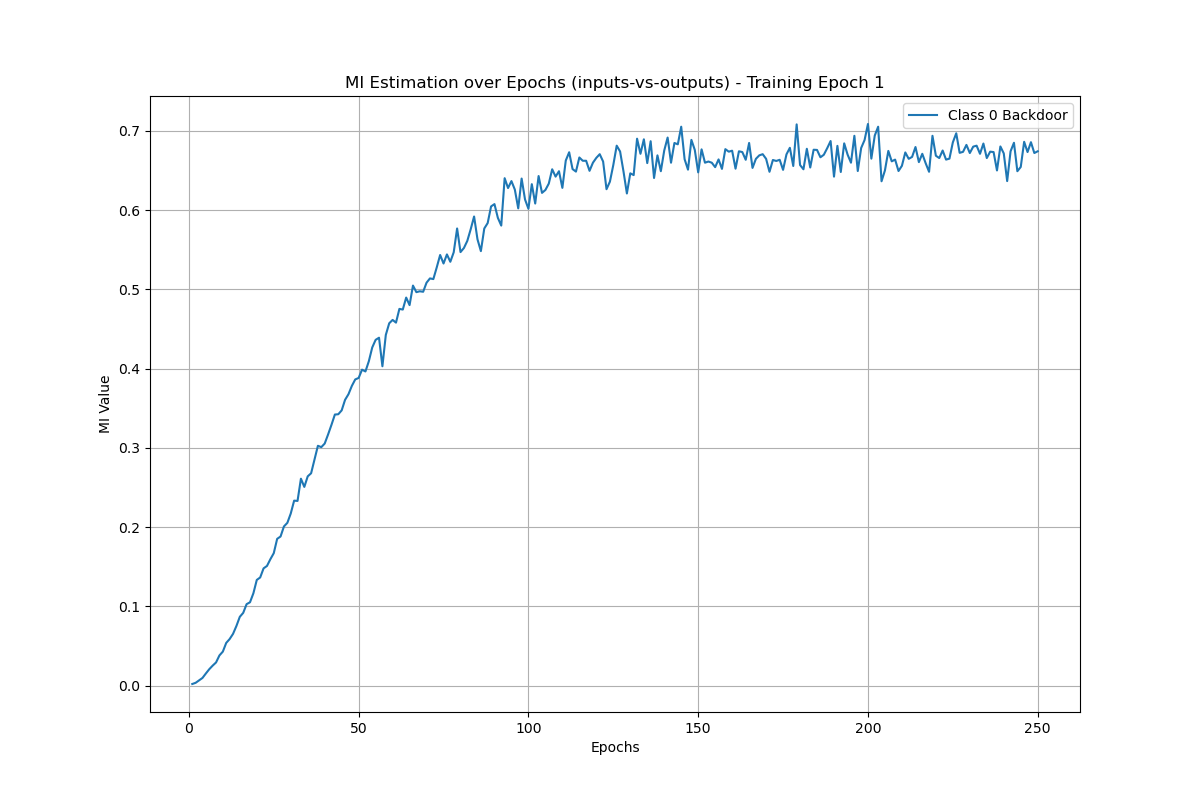 MI Estimation over Epochs (inputs-vs-outputs) - Training Epoch 1
Class 0 Backdoor
0.7
0.6
0.5
0.4
0.3
0.2
0.1
0.0
MI Value
0 50 100 150 200 250
Epochs